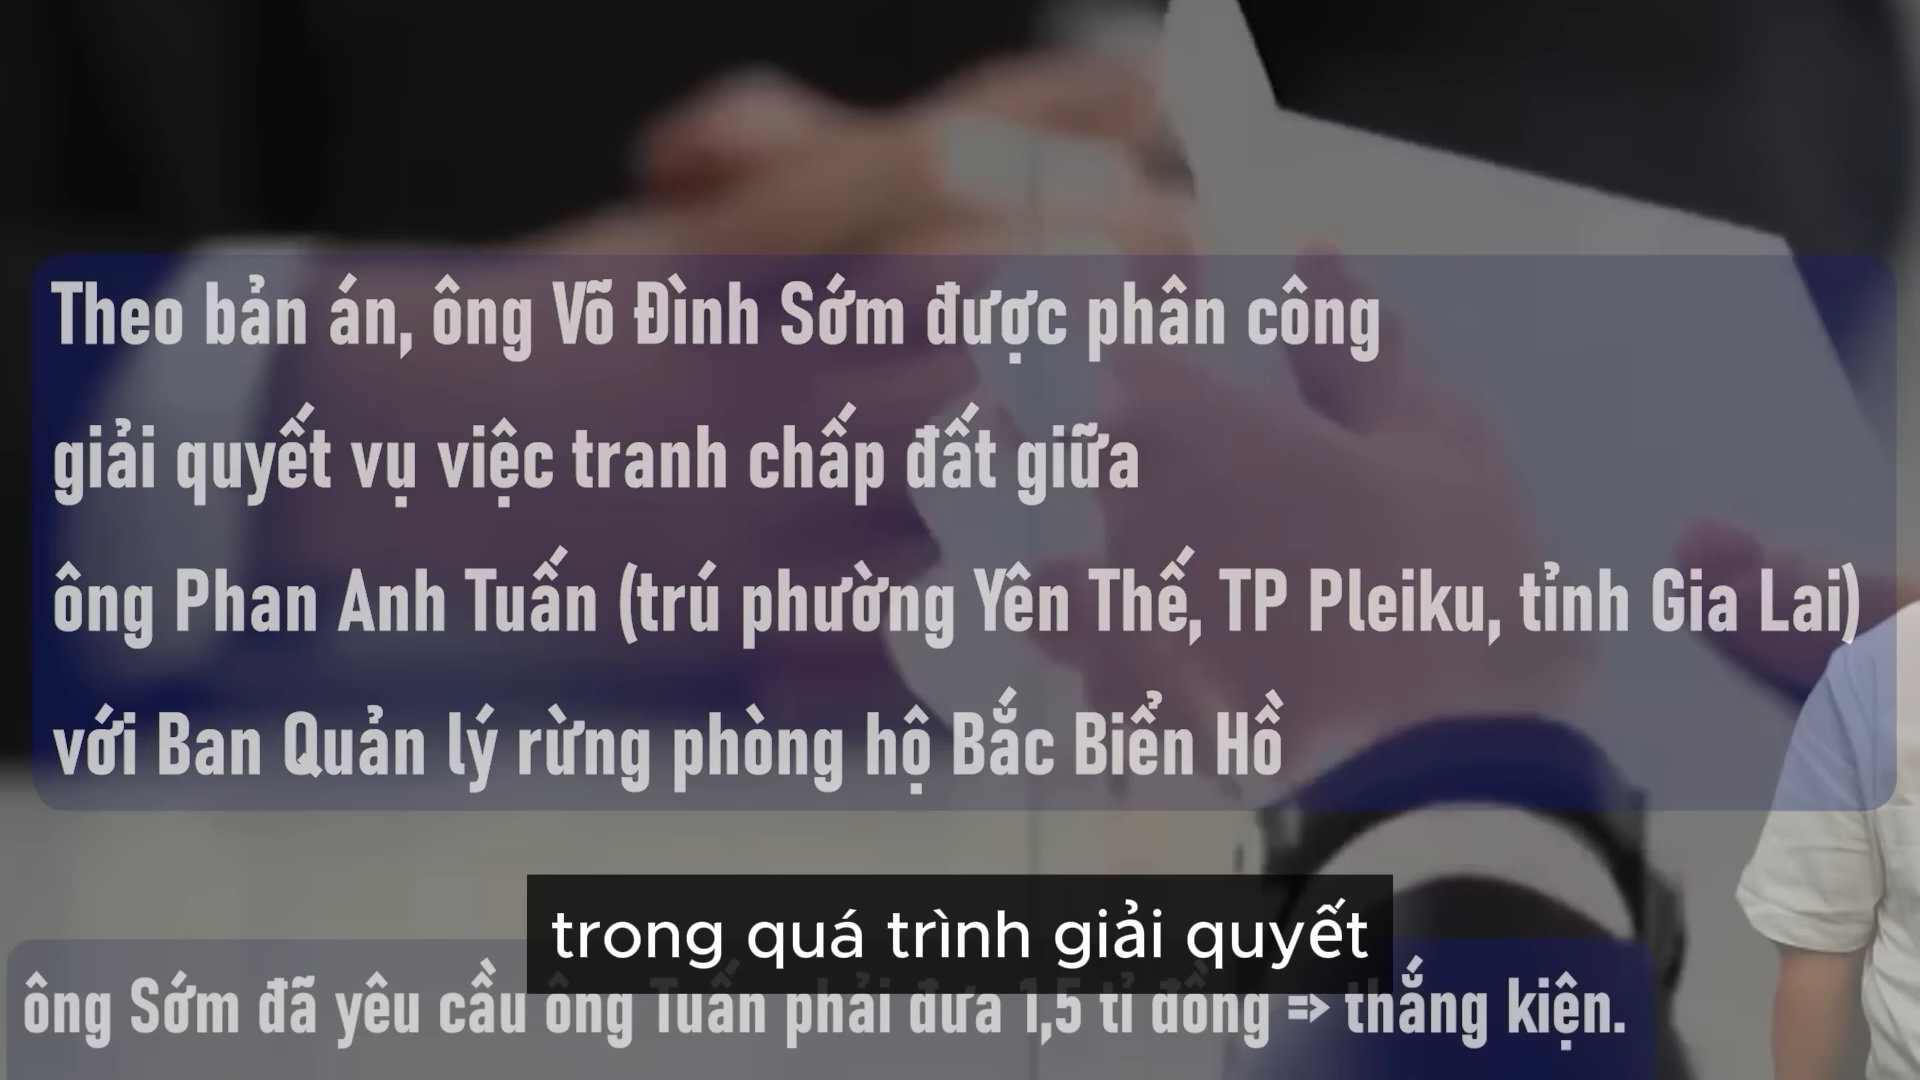 Theo bản án, ông Võ Đình Sớm được phân công
giải quyết vụ việc tranh chấp đất giữa
ông Phan Anh Tuấn (trú phường Yên Thế, TP Pleiku, tỉnh Gia Lai)
với Ban Quản lý rừng phòng hộ Bắc Biển Hồ
trong quá trình giải quyết
ông Sớm đã yêu cầu ông Tuấn phải đưa 1,5 tỉ đồng => thắng kiện.